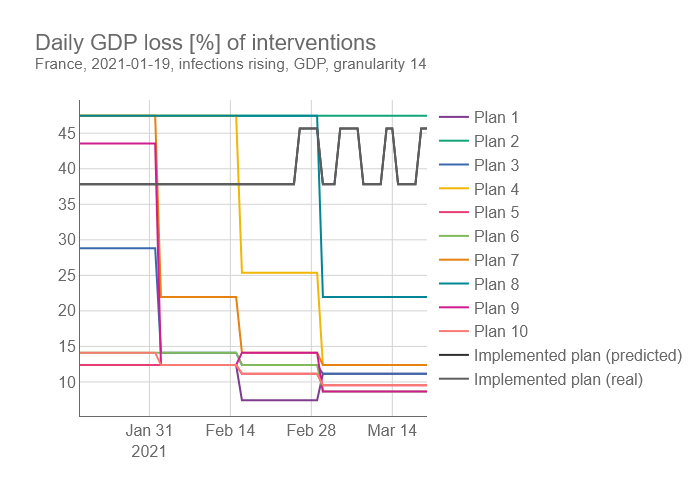 Daily GDP loss [%] of interventions
France, 2021-01-19, infections rising, GDP, granularity 14
45
40
35
30
25
20
15
10
Jan 31
2021
Feb 14
Feb 28
Mar 14
Plan 1
Plan 2
Plan 3
Plan 4
Plan 5
Plan 6
Plan 7
Plan 8
Plan 9
Plan 10
Implemented plan (predicted)
Implemented plan (real)